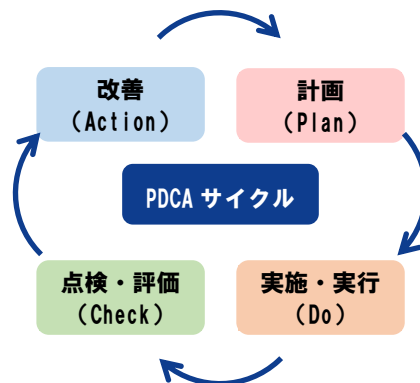 改善
(Action)
計画
(Plan)
PDCA サイクル
点検・評価
(Check)
実施・実行
(Do)